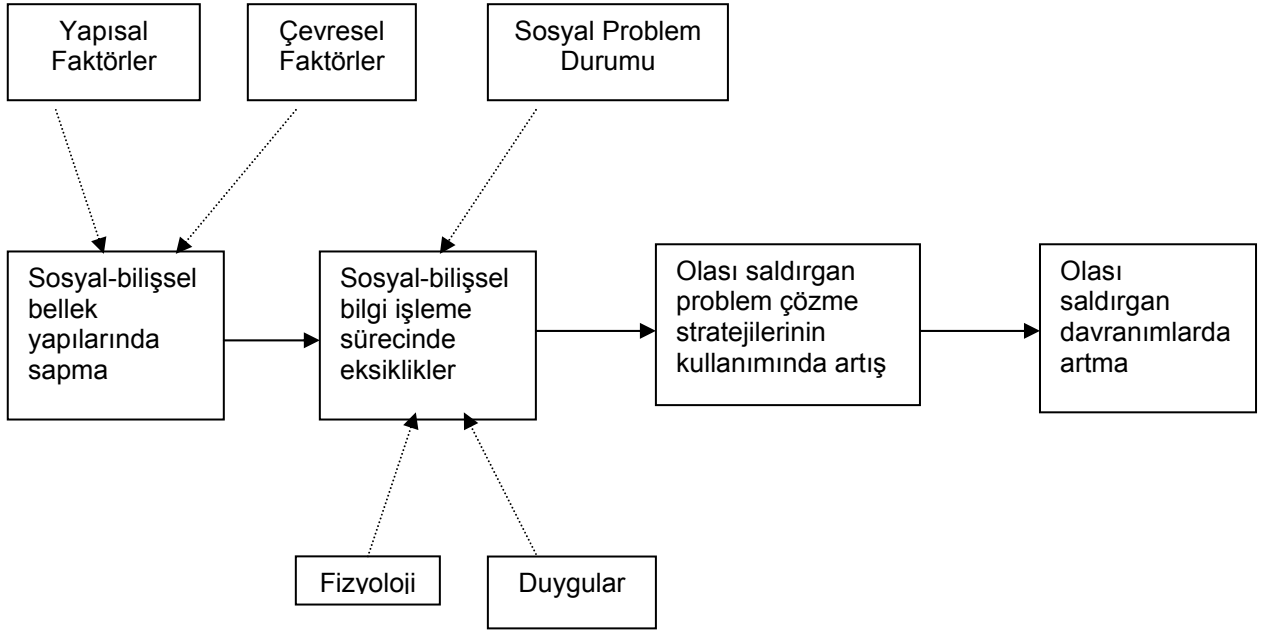 Yapısal
Faktörler
Çevresel
Faktörler
Sosyal Problem
Durumu
Sosyal-bilişsel
bellek
yapılarında
sapma
Sosyal-bilişsel
bilgi işleme
sürecinde
eksiklikler
Olası saldırgan
problem çözme
stratejilerinin
kullanımında artış
Olası
saldırgan
davranımlarda
artma
Fizyoloji
Duygular